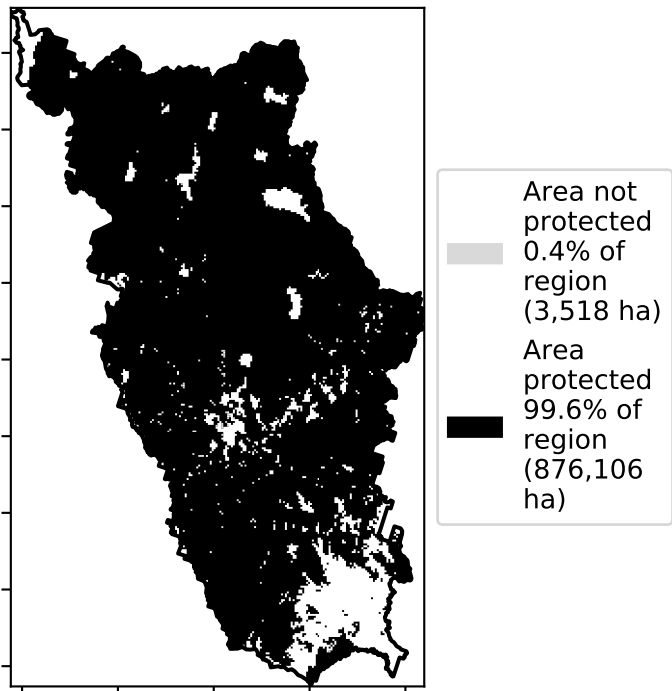 Area not
protected
0.4% of
region
(3,518 ha)
Area
protected
99.6% of
region
(876,106
ha)